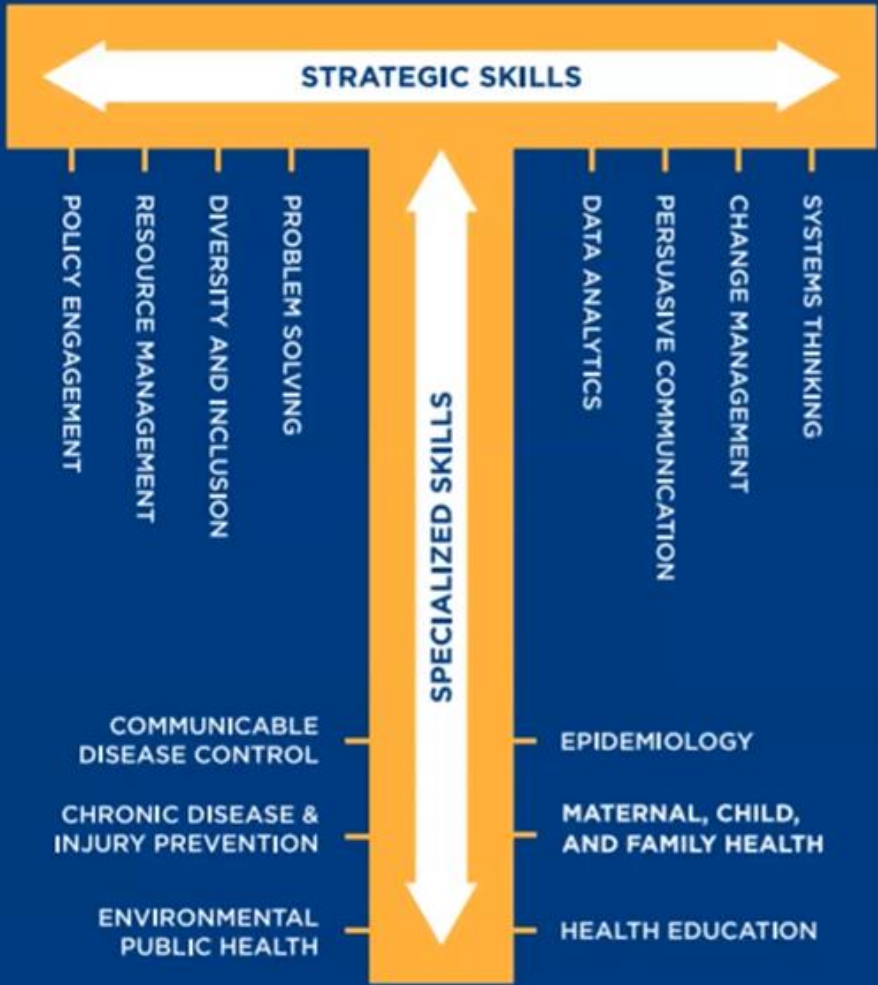 STRATEGIC SKILLS
POLICY ENGAGEMENT
RESOURCE MANAGEMENT
DIVERSITY AND INCLUSION
PROBLEM SOLVING
DATA ANALYTICS
PERSUASIVE COMMUNICATION
CHANGE MANAGEMENT
SYSTEMS THINKING
SPECIALIZED SKILLS
COMMUNICABLE
DISEASE CONTROL
CHRONIC DISEASE &
INJURY PREVENTION
ENVIRONMENTAL
PUBLIC HEALTH
EPIDEMIOLOGY
MATERNAL, CHILD,
AND FAMILY HEALTH
HEALTH EDUCATION